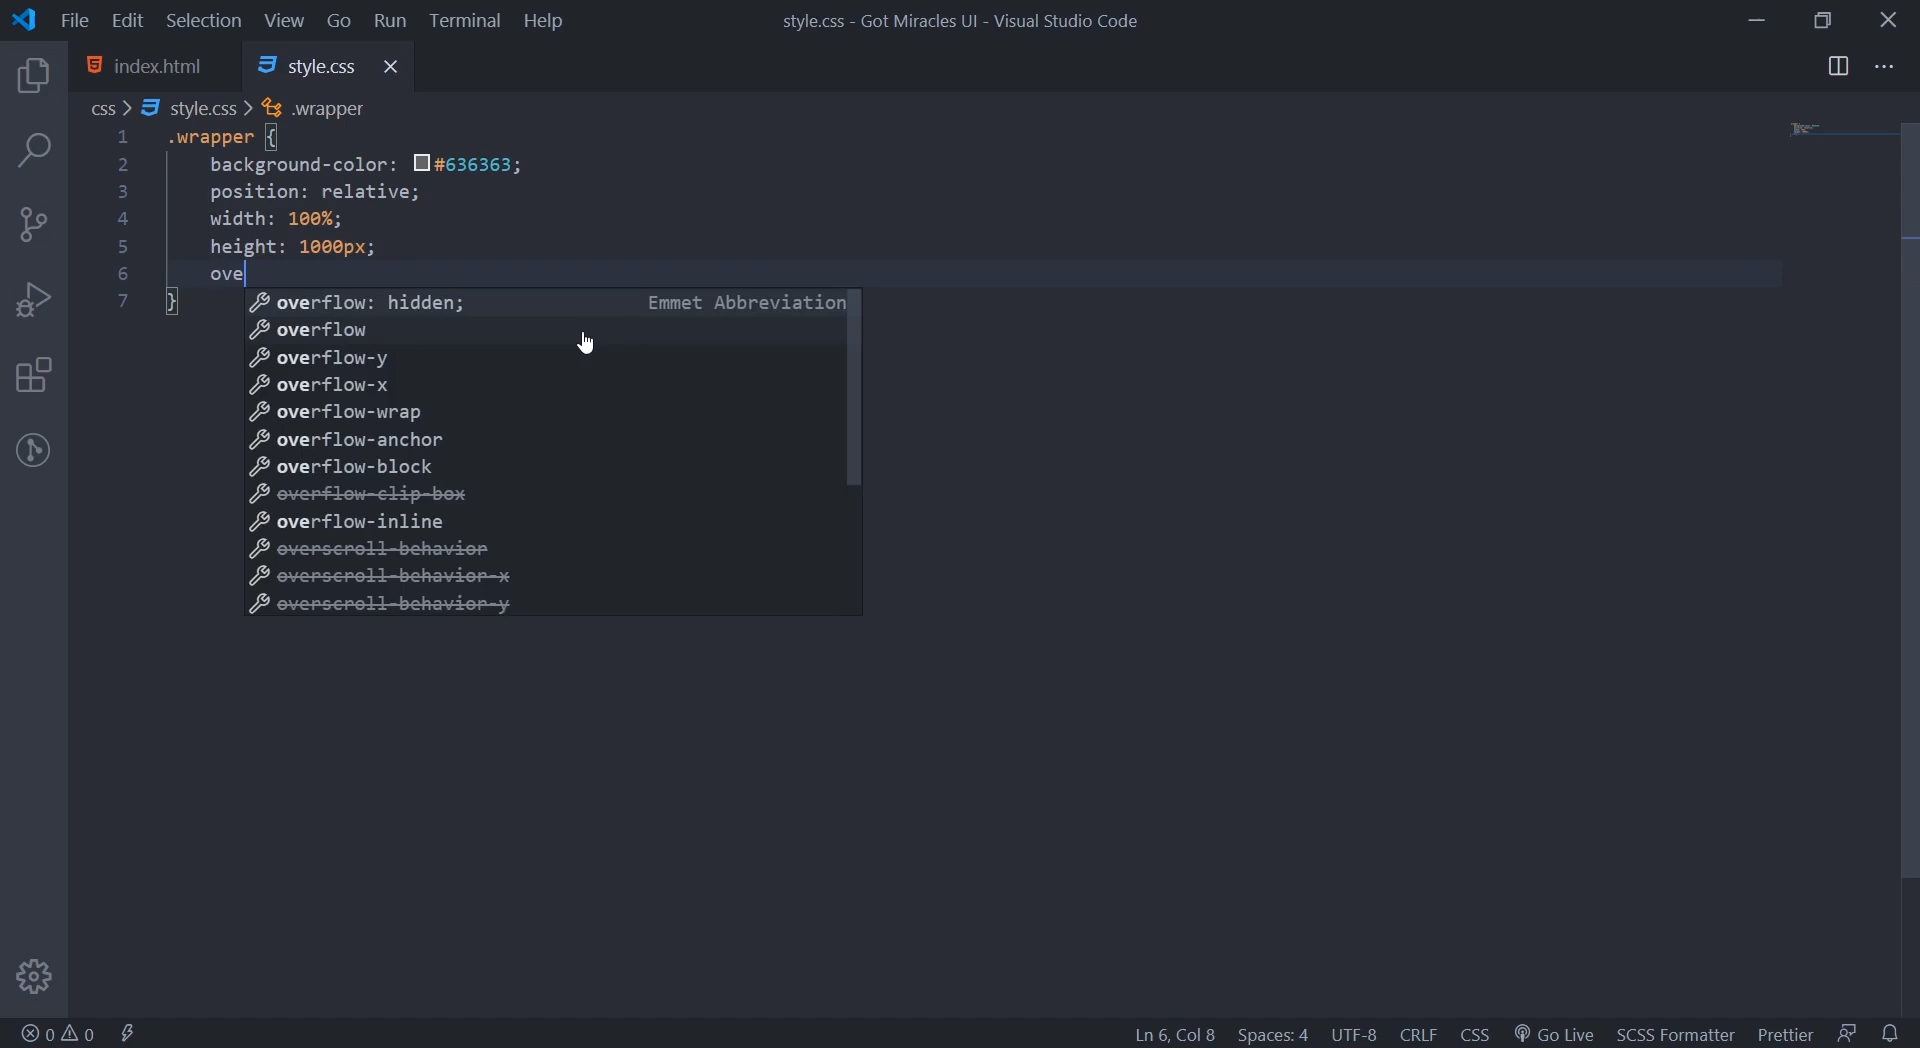 File Edit Selection View Go Run Terminal Help style.css - Got Miracles UI - Visual Studio Code
index.html style.css
css > style.css > .wrapper
1 .wrapper {
2 background-color: #636363;
3 position: relative;
4 width: 100%;
5 height: 1000px;
6 ove
7 }
overflow: hidden; Emmet Abbreviation
overflow
overflow-y
overflow-x
overflow-wrap
overflow-anchor
overflow-block
overflow-clip-box
overflow-inline
overscroll-behavior
overscroll-behavior-x
overscroll-behavior-y
0 0 Ln 6, Col 8 Spaces: 4 UTF-8 CRLF CSS Go Live SCSS Formatter Prettier